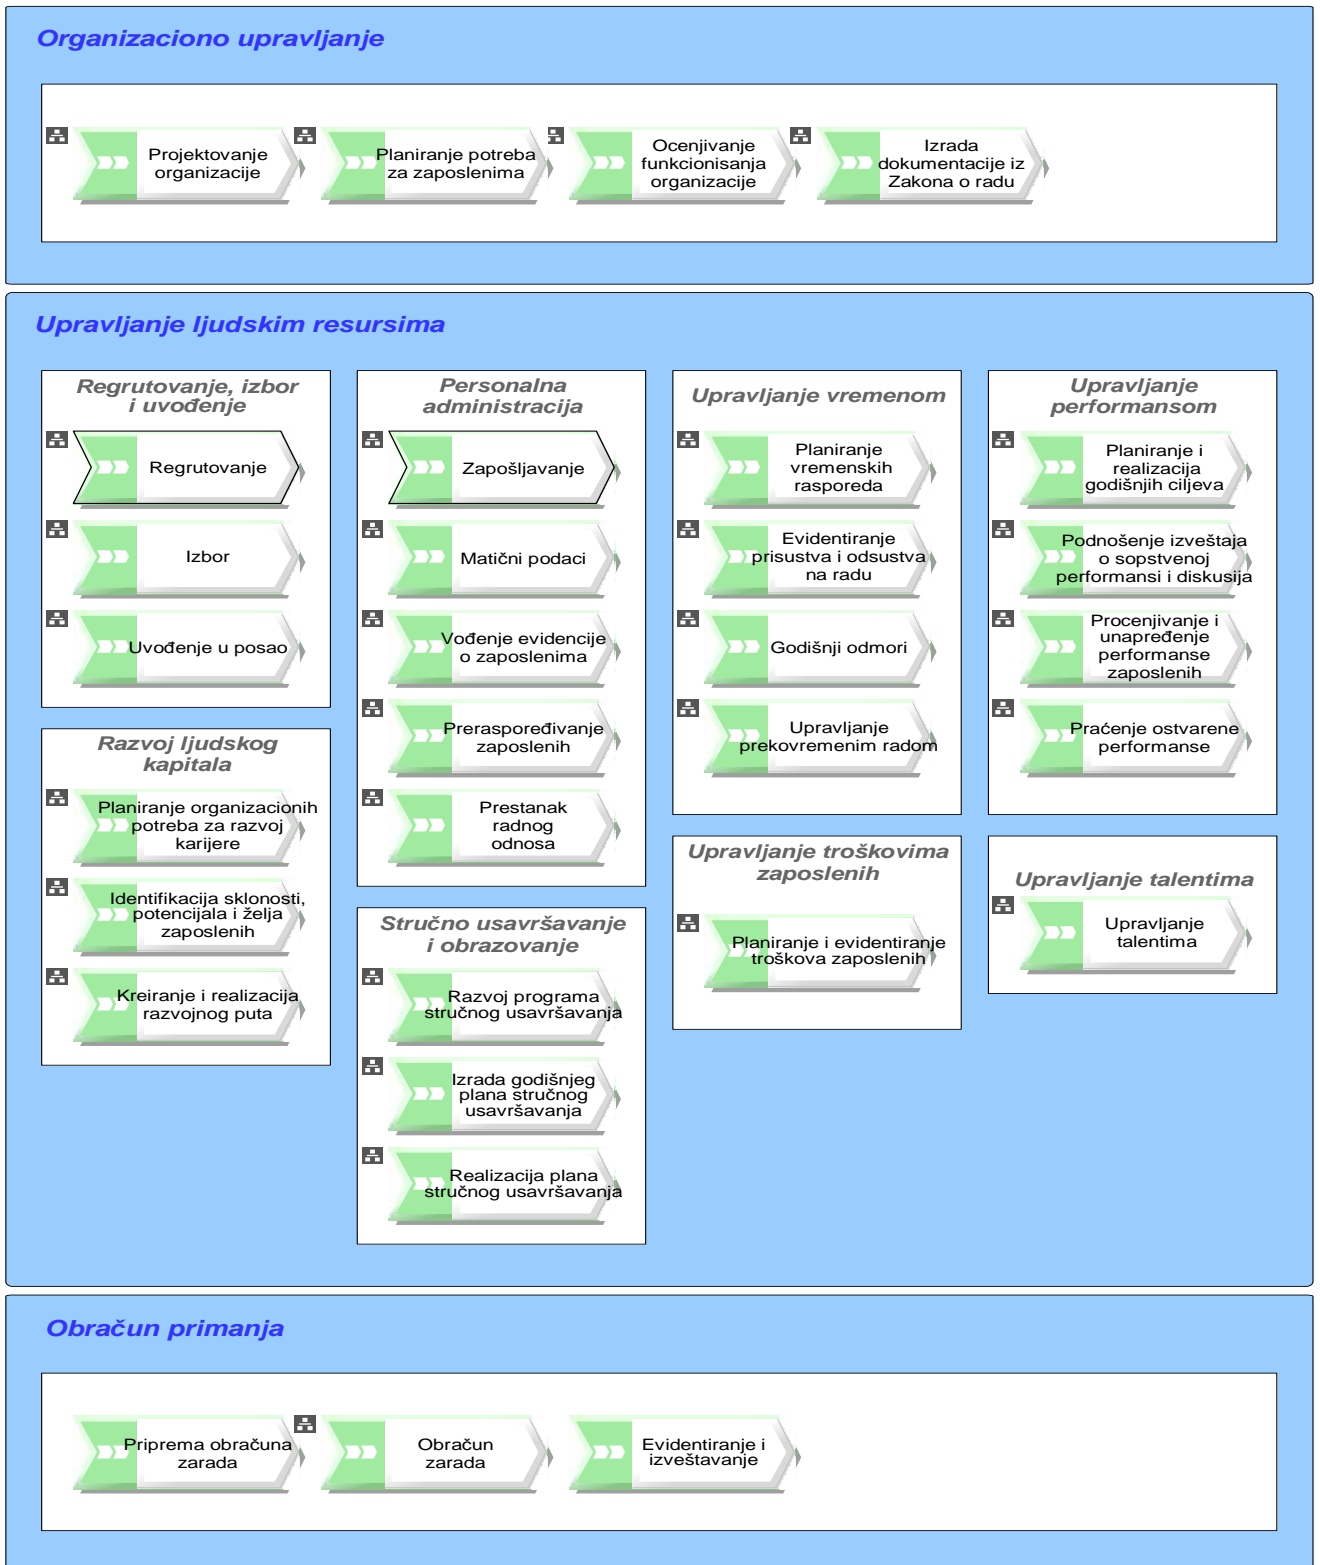 Organizaciono upravljanje
Projektovanje
organizacije
Planiranje potreba
za zaposlenima
Ocenjivanje
funkcionisanja
organizacije
Izrada
dokumentacije iz
Zakona o radu
Upravljanje ljudskim resursima
Regrutovanje, izbor
i uvođenje
Regrutovanje
Izbor
Uvođenje u posao
Razvoj ljudskog
kapitala
Planiranje organizacionih
potreba za razvoj
karijere
Identifikacija sklonosti,
potencijala i želja
zaposlenih
Kreiranje i realizacija
razvojnog puta
Personalna
administracija
Zapošljavanje
Matični podaci
Vođenje evidencije
o zaposlenima
Preraspoređivanje
zaposlenih
Prestanak
radnog
odnosa
Stručno usavršavanje
i obrazovanje
Razvoj programa
stručnog usavršavanja
Izrada godišnjeg
plana stručnog
usavršavanja
Realizacija plana
stručnog usavršavanja
Upravljanje vremenom
Planiranje
vremenskih
rasporeda
Evidentiranje
prisustva i odsustva
na radu
Godišnji odmori
Upravljanje
prekovremenim radom
Upravljanje troškovima
zaposlenih
Planiranje i evidentiranje
troškova zaposlenih
Upravljanje
performansom
Planiranje i
realizacija
godišnjih ciljeva
Podnošenje izveštaja
o sopstvenoj
performansi i diskusija
Procenjivanje i
unapređenje
performanse
zaposlenih
Praćenje ostvarene
performanse
Upravljanje talentima
Upravljanje
talentima
Obračun primanja
Priprema obračuna
zarada
Obračun
zarada
Evidentiranje i
izveštavanje